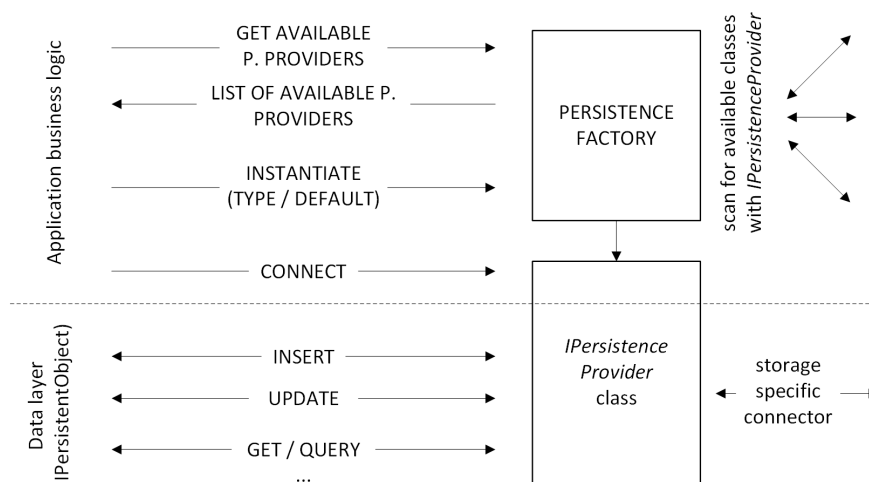 Application business logic
GET AVAILABLE
P. PROVIDERS
LIST OF AVAILABLE P.
PROVIDERS
INSTANTIATE
(TYPE / DEFAULT)
CONNECT
PERSISTENCE
FACTORY
scan for available classes
with IPersistenceProvider
Data layer
IPersistentObject)
INSERT
UPDATE
GET / QUERY
...
IPersistence
Provider
class
storage
specific
connector